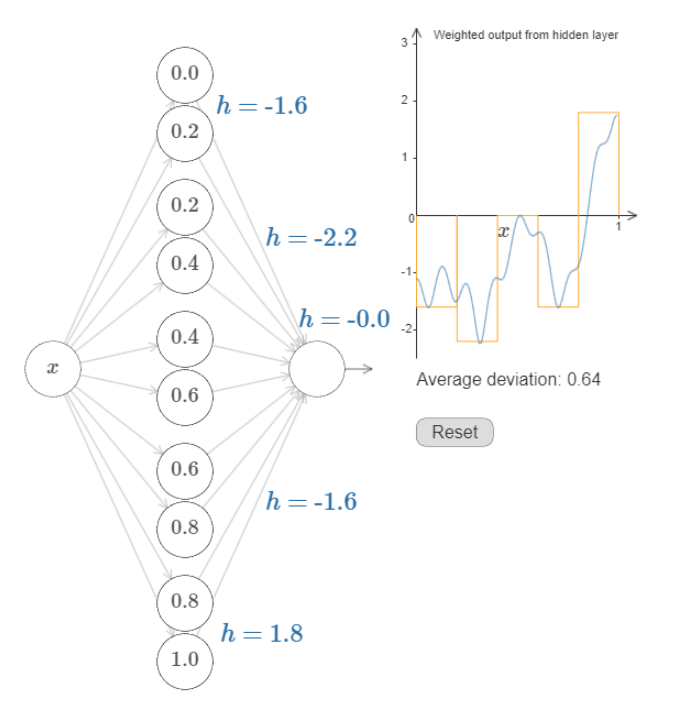 0.0
h = -1.6
0.2
0.2
h = -2.2
0.4
h = -0.0
0.4
x
0.6
0.6
h = -1.6
0.8
0.8
h = 1.8
1.0
Weighted output from hidden layer
3
2
1
0
x
1
-1
-2
Average deviation: 0.64
Reset